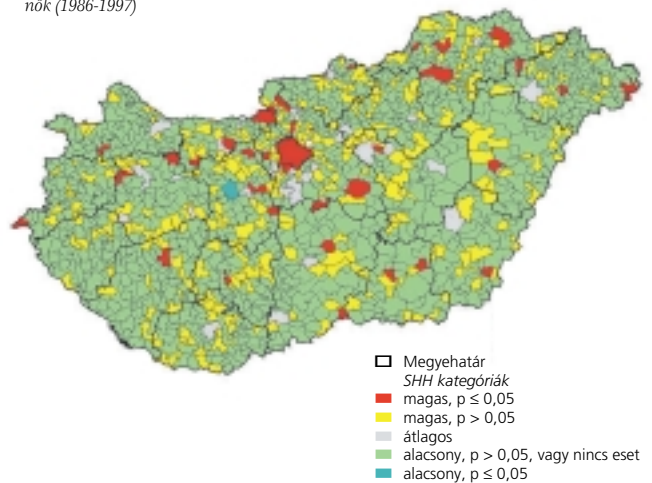 nők (1986-1997)
Megyehatár
SHH kategóriák
magas, p ≤ 0,05
magas, p > 0,05
átlagos
alacsony, p > 0,05, vagy nincs eset
alacsony, p ≤ 0,05